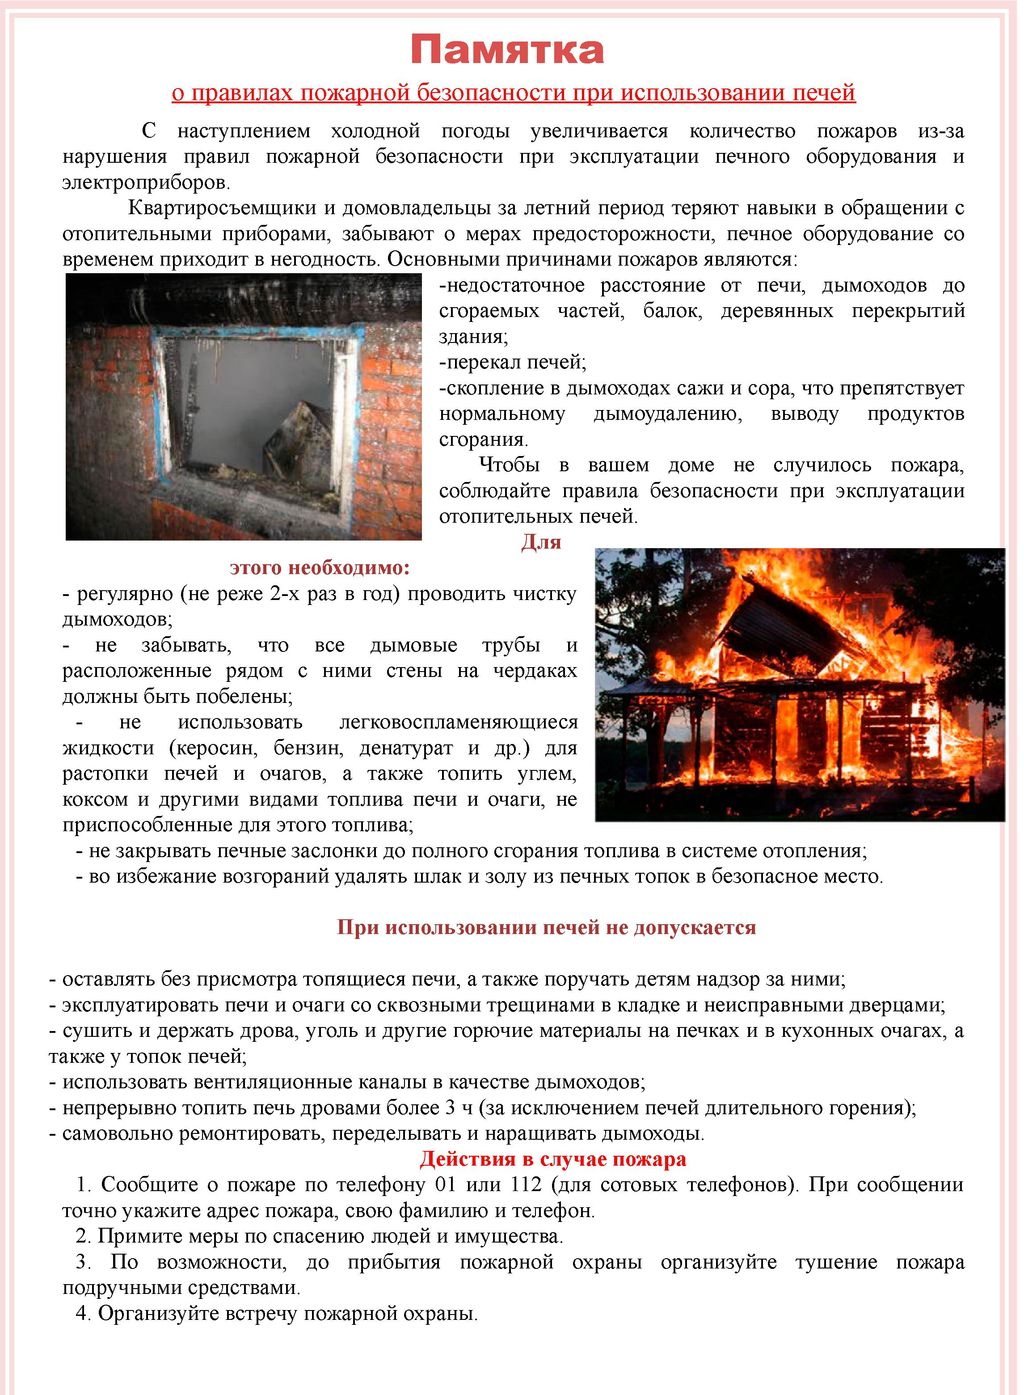 Памятка
о правилах пожарной безопасности при использовании печей
С наступлением холодной погоды увеличивается количество пожаров из-за
нарушения правил пожарной безопасности при эксплуатации печного оборудования и
электроприборов.
Квартиросъемщики и домовладельцы за летний период теряют навыки в обращении с
отопительными приборами, забывают о мерах предосторожности, печное оборудование со
временем приходит в негодность. Основными причинами пожаров являются:
-недостаточное расстояние от печи, дымоходов до
сгораемых частей, балок, деревянных перекрытий
здания;
-перекал печей;
-скопление в дымоходах сажи и сора, что препятствует
нормальному дымоудалению, выводу продуктов
сгорания.
Чтобы в вашем доме не случилось пожара,
соблюдайте правила безопасности при эксплуатации
отопительных печей.
Для
этого необходимо:
- регулярно (не реже 2-х раз в год) проводить чистку
дымоходов;
- не забывать, что все дымовые трубы и
расположенные рядом с ними стены на чердаках
должны быть побелены;
- не использовать легковоспламеняющиеся
жидкости (керосин, бензин, денатурат и др.) для
растопки печей и очагов, а также топить углем,
коксом и другими видами топлива печи и очаги, не
приспособленные для этого топлива;
- не закрывать печные заслонки до полного сгорания топлива в системе отопления;
- во избежание возгораний удалять шлак и золу из печных топок в безопасное место.
При использовании печей не допускается
- оставлять без присмотра топящиеся печи, а также поручать детям надзор за ними;
- эксплуатировать печи и очаги со сквозными трещинами в кладке и неисправными дверцами;
- сушить и держать дрова, уголь и другие горючие материалы на печках и в кухонных очагах, а
также у топок печей;
- использовать вентиляционные каналы в качестве дымоходов;
- непрерывно топить печь дровами более 3 ч (за исключением печей длительного горения);
- самовольно ремонтировать, переделывать и наращивать дымоходы.
Действия в случае пожара
1. Сообщите о пожаре по телефону 01 или 112 (для сотовых телефонов). При сообщении
точно укажите адрес пожара, свою фамилию и телефон.
2. Примите меры по спасению людей и имущества.
3. По возможности, до прибытия пожарной охраны организуйте тушение пожара
подручными средствами.
4. Организуйте встречу пожарной охраны.